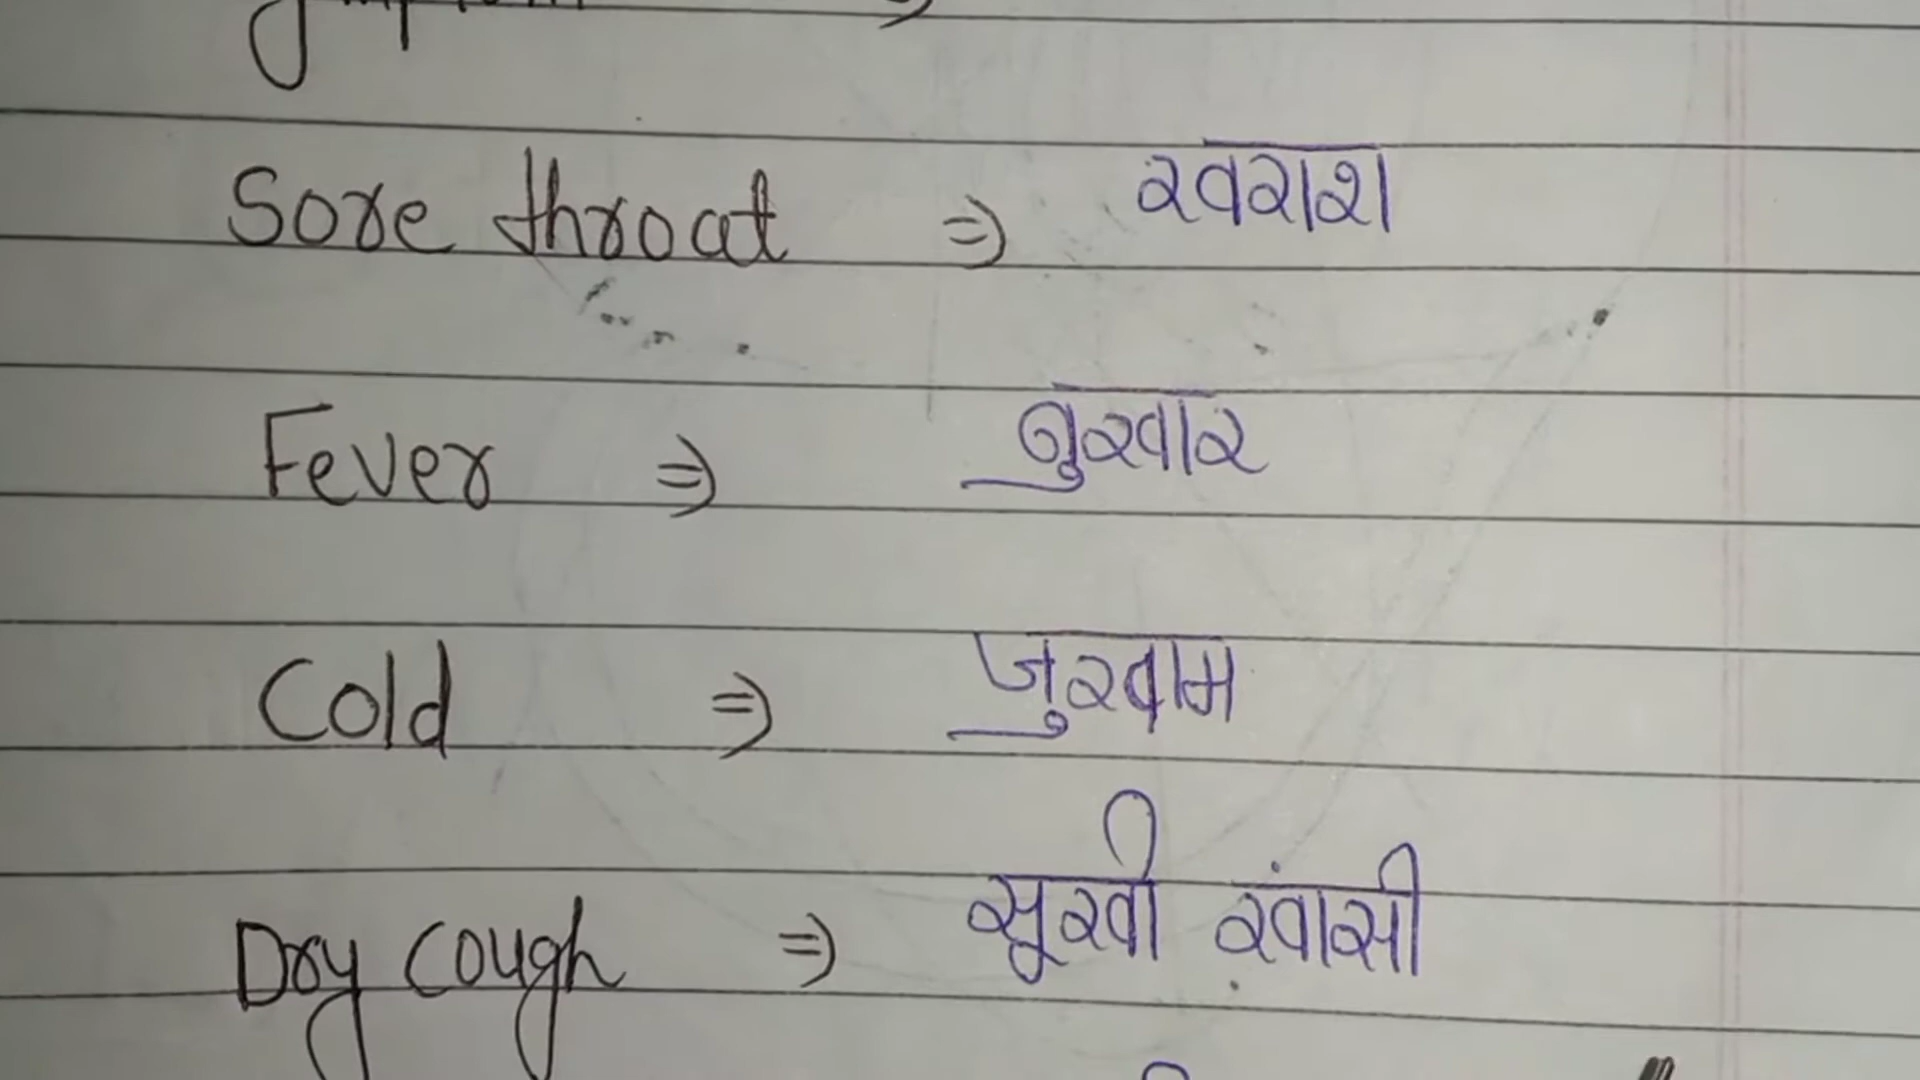 Sore throat ⇒ खराश
Fever ⇒ बुखार
Cold ⇒ जुखाम
Dry cough ⇒ सूखी खांसी